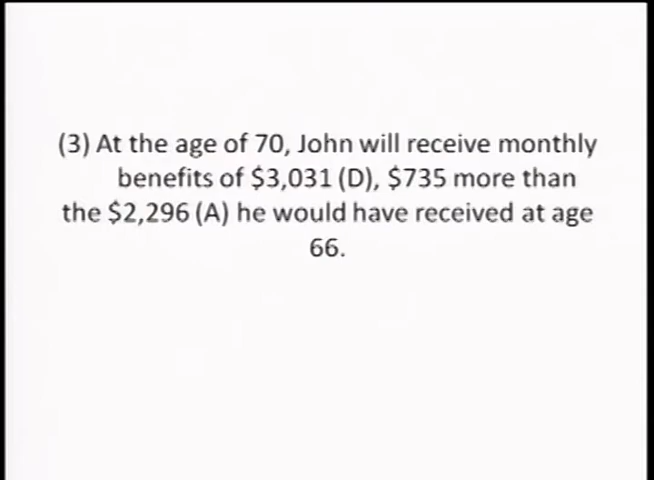 (3) At the age of 70, John will receive monthly
benefits of $3,031 (D), $735 more than
the $2,296 (A) he would have received at age
66.